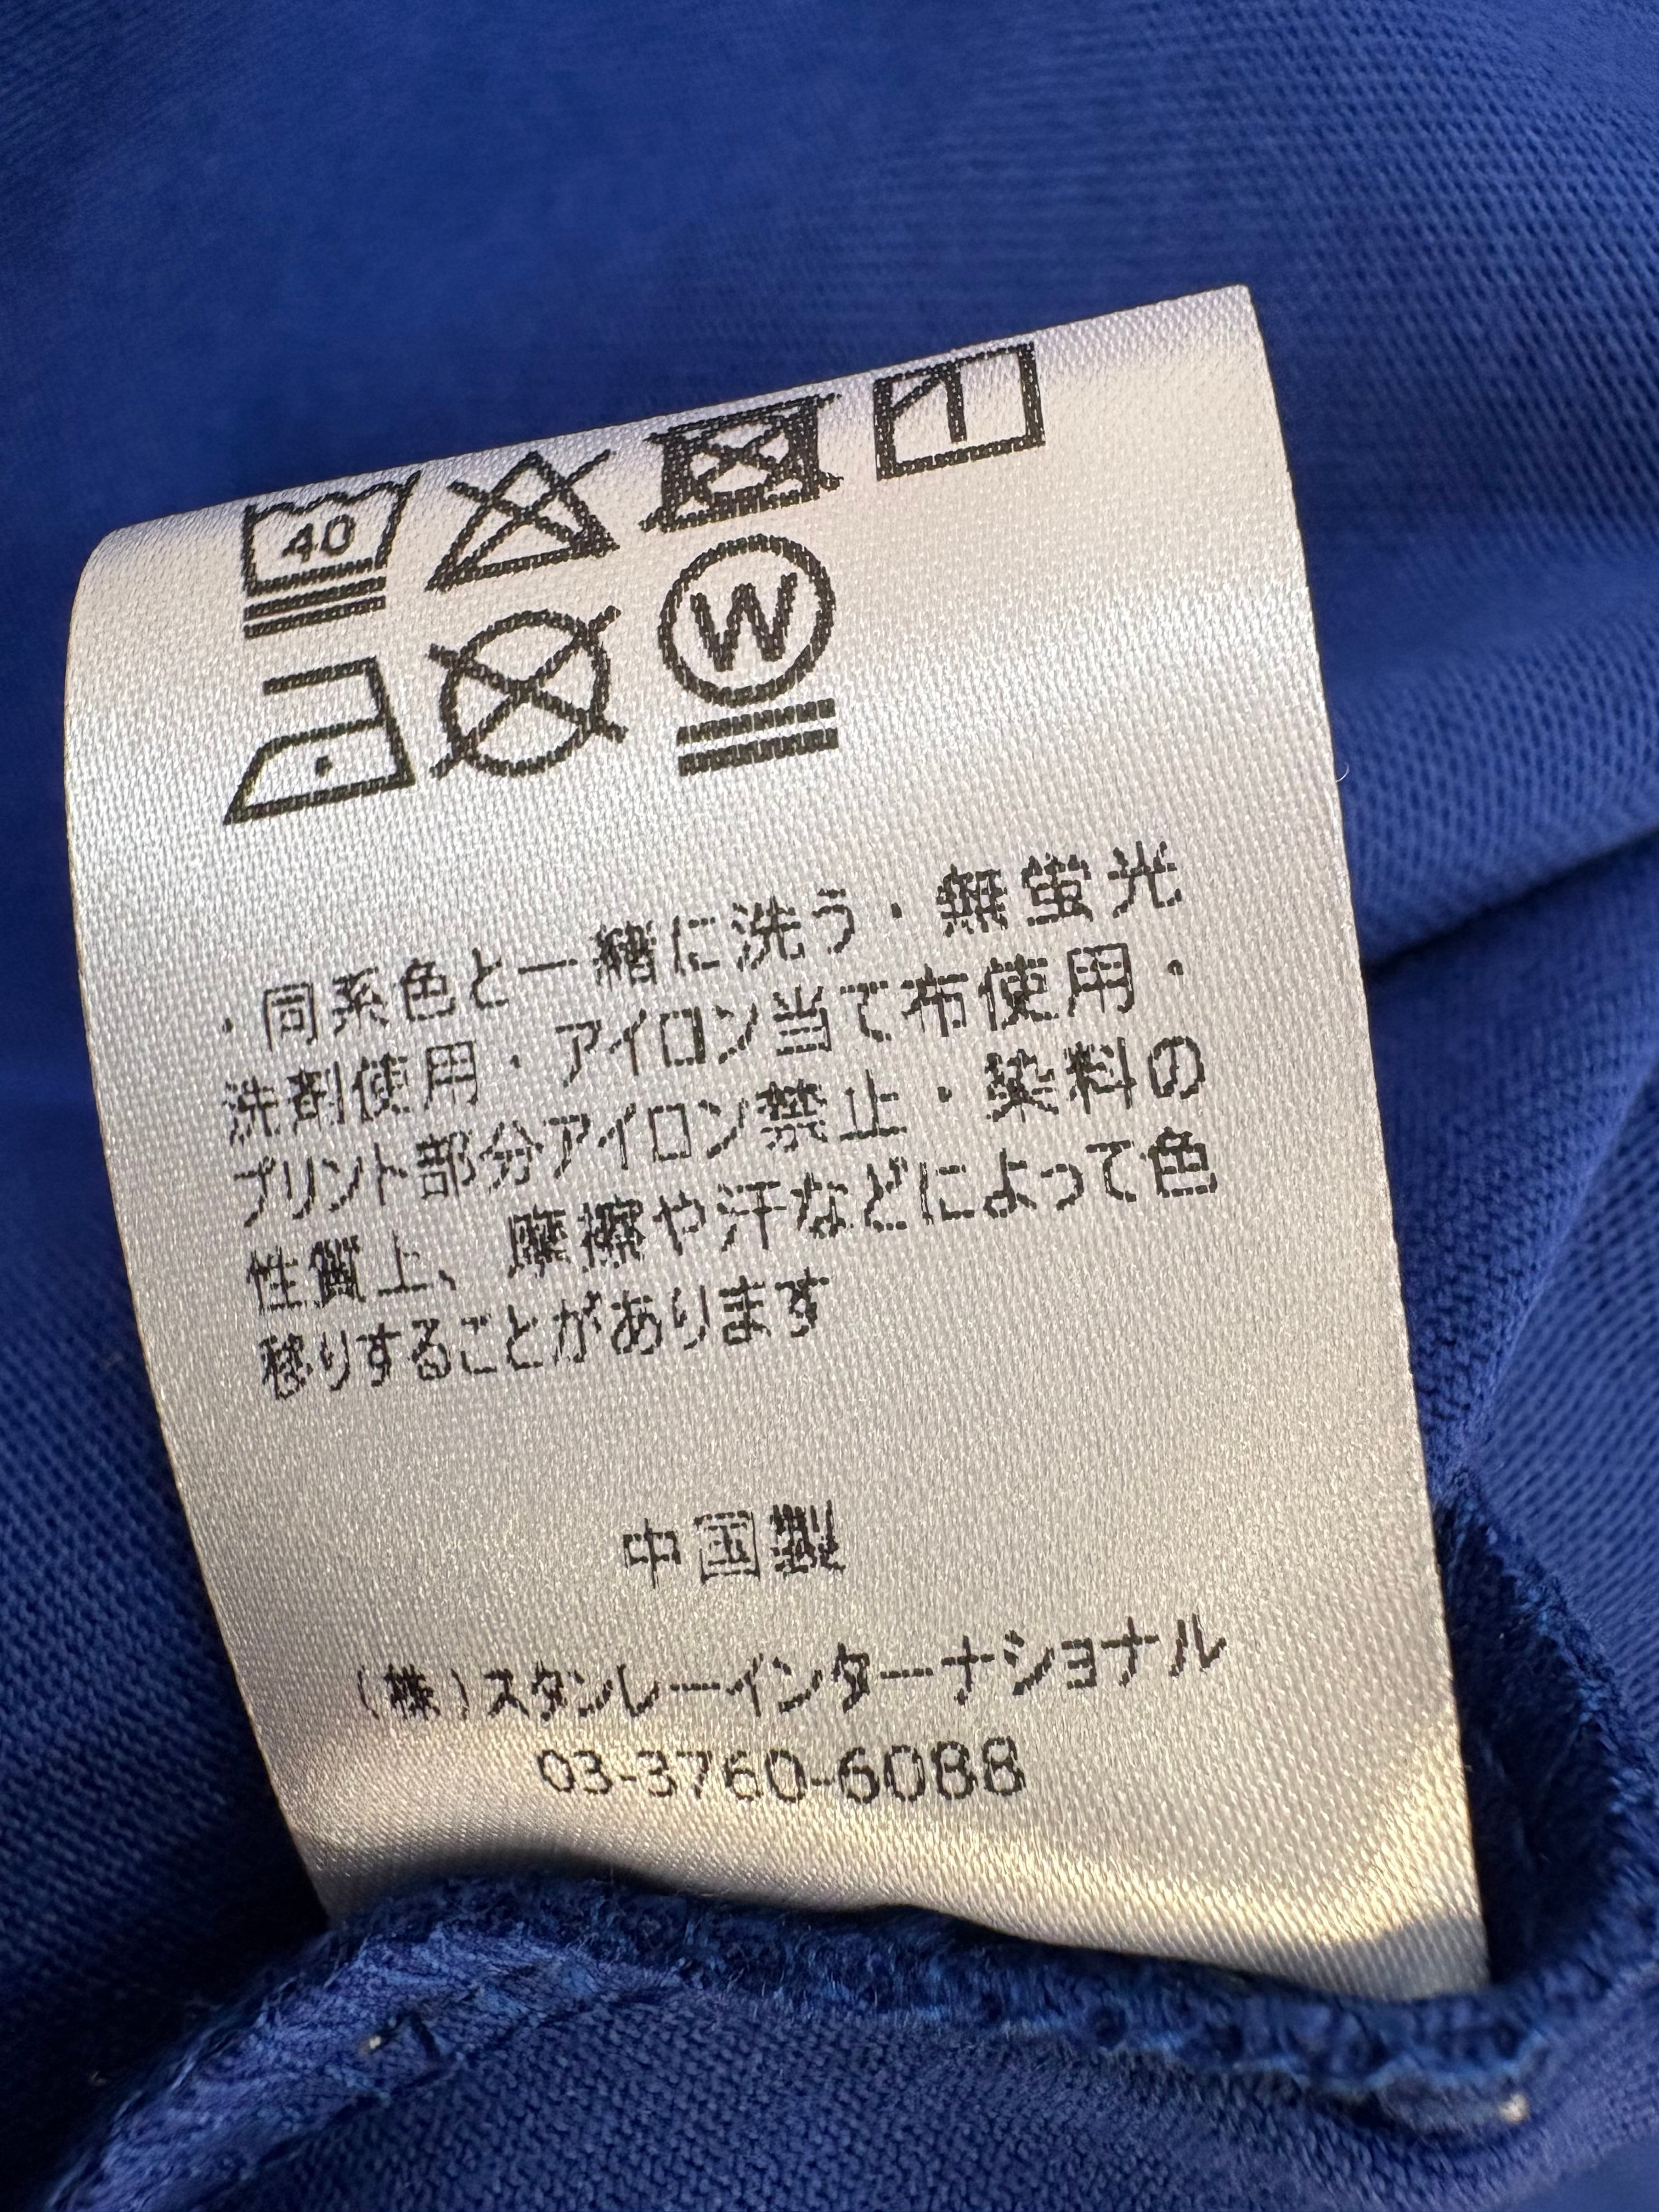 40
W
・同系色と一緒に洗う・無蛍光
洗剤使用・アイロン当て布使用・
プリント部分アイロン禁止・染料の
性質上、摩擦や汗などによって色
移りすることがあります
中国製
(株)スタンレーインターナショナル
03-3760-6088